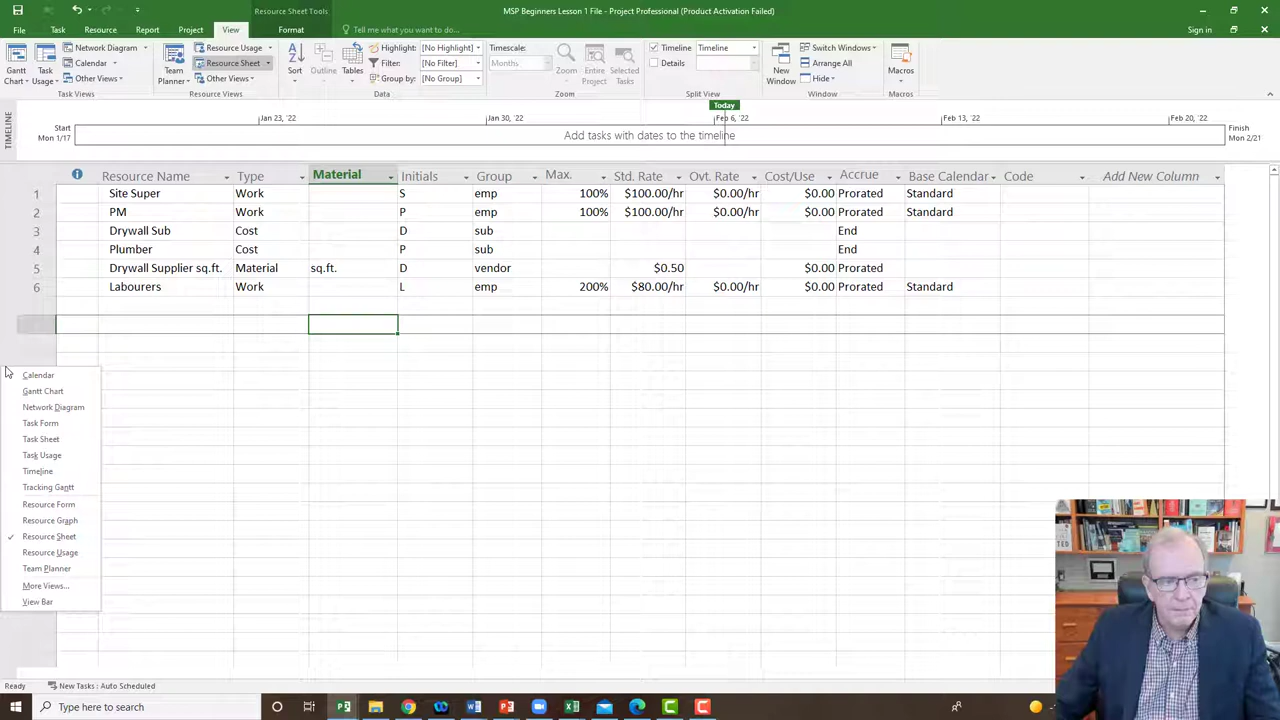 Resource Sheet Tools
MSP Beginners Lesson 1 File - Project Professional (Product Activation Failed)
File Task Resource Report Project View Format Tell me what you want to do...
Sign in
Gantt Chart
Task Usage
Network Diagram
Calendar
Other Views
Task Views
Team Planner
Resource Usage
Resource Sheet
Other Views
Resource Views
Sort
Outline
Tables
Highlight: [No Highlight]
Filter: [No Filter]
Group by: [No Group]
Data
Timescale:
Months
Zoom
Entire Project
Selected Tasks
Zoom
Timeline Timeline
Details
Split View
New Window
Switch Windows
Arrange All
Hide
Window
Macros
Macros
TIMELINE
Today
Jan 23, '22 Jan 30, '22 Feb 6, '22 Feb 13, '22 Feb 20, '22
Start
Mon 1/17
Add tasks with dates to the timeline
Finish
Mon 2/21
Resource Name Type Material Initials Group Max. Std. Rate Ovt. Rate Cost/Use Accrue Base Calendar Code Add New Column
1 Site Super Work S emp 100% $100.00/hr $0.00/hr $0.00 Prorated Standard
2 PM Work P emp 100% $100.00/hr $0.00/hr $0.00 Prorated Standard
3 Drywall Sub Cost D sub End
4 Plumber Cost P sub End
5 Drywall Supplier sq.ft. Material sq.ft. D vendor $0.50 $0.00 Prorated
6 Labourers Work L emp 200% $80.00/hr $0.00/hr $0.00 Prorated Standard
Calendar
Gantt Chart
Network Diagram
Task Form
Task Sheet
Task Usage
Timeline
Tracking Gantt
Resource Form
Resource Graph
Resource Sheet
Resource Usage
Team Planner
More Views...
View Bar
Ready New Tasks : Auto Scheduled
Type here to search